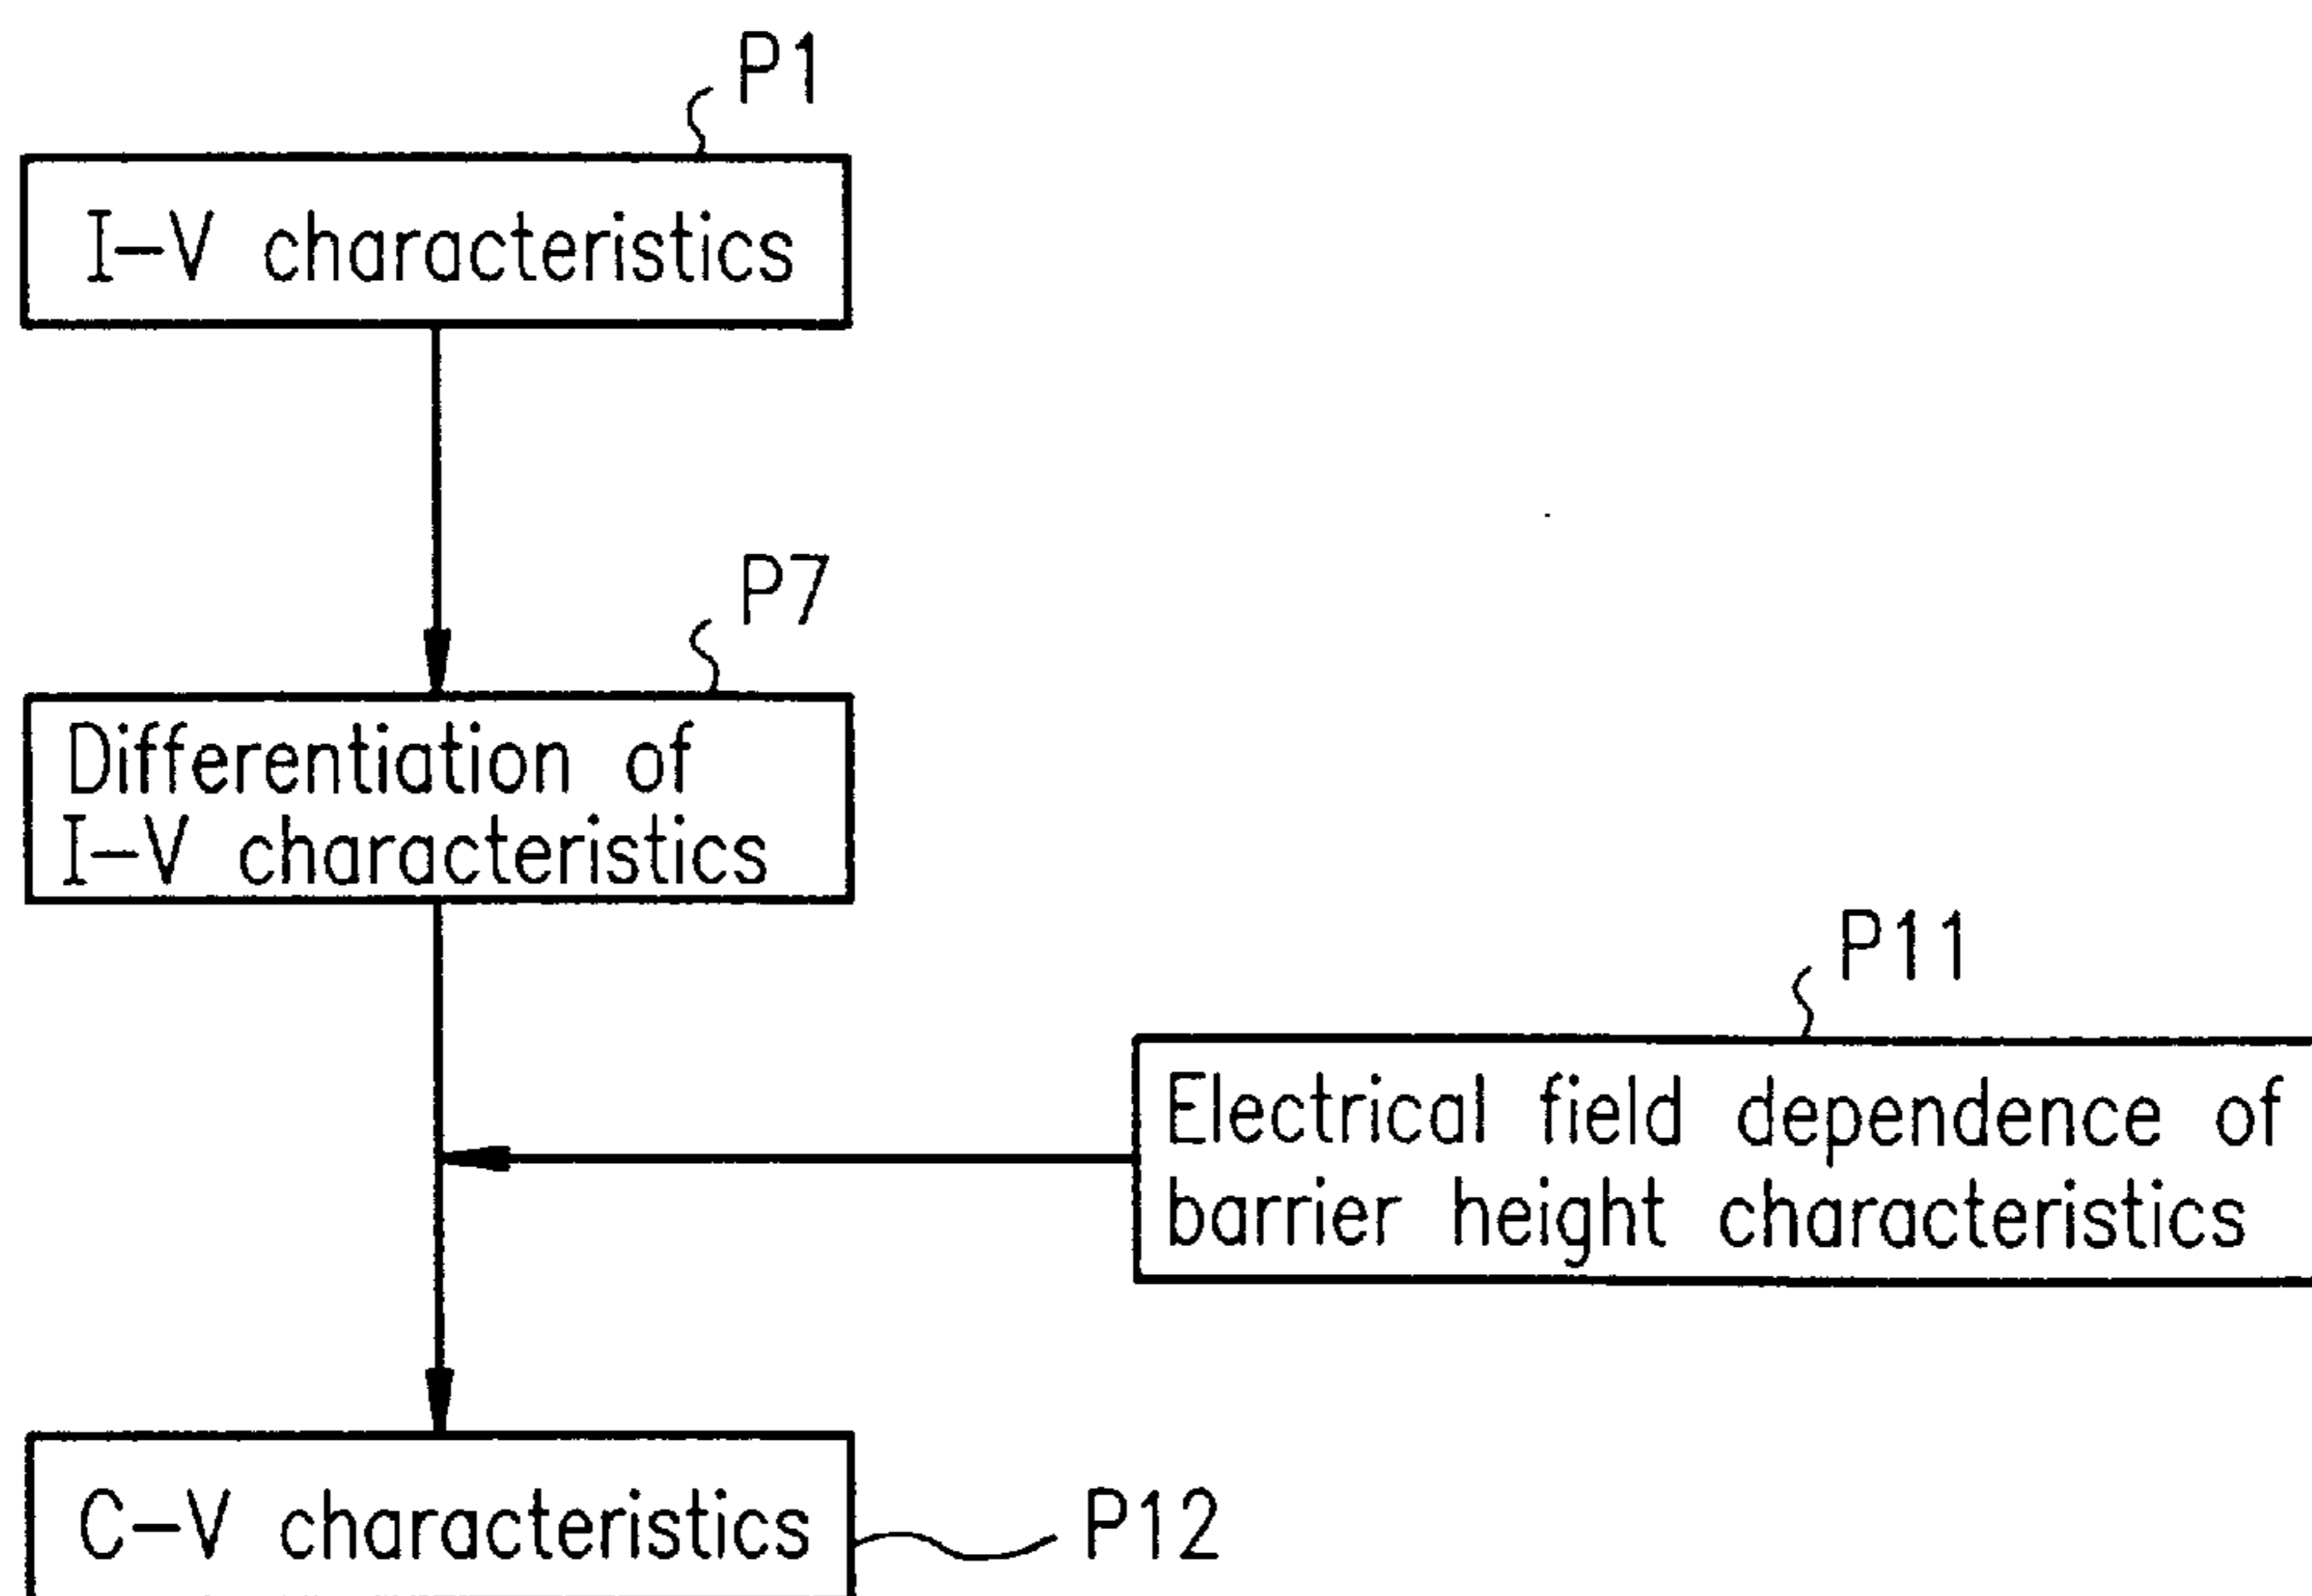 P1
I-V characteristics
P7
Differentiation of
I-V characteristics
P11
Electrical field dependence of
barrier height characteristics
C-V characteristics
P12